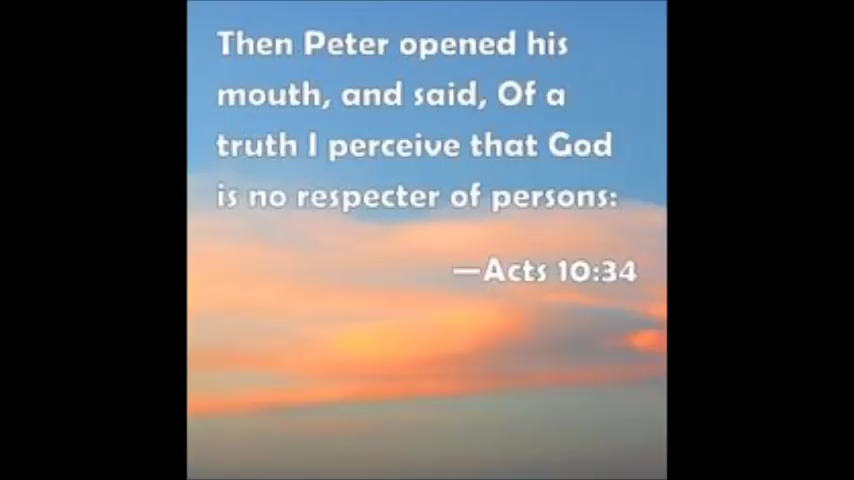 Then Peter opened his
mouth, and said, Of a
truth I perceive that God
is no respecter of persons:
—Acts 10:34